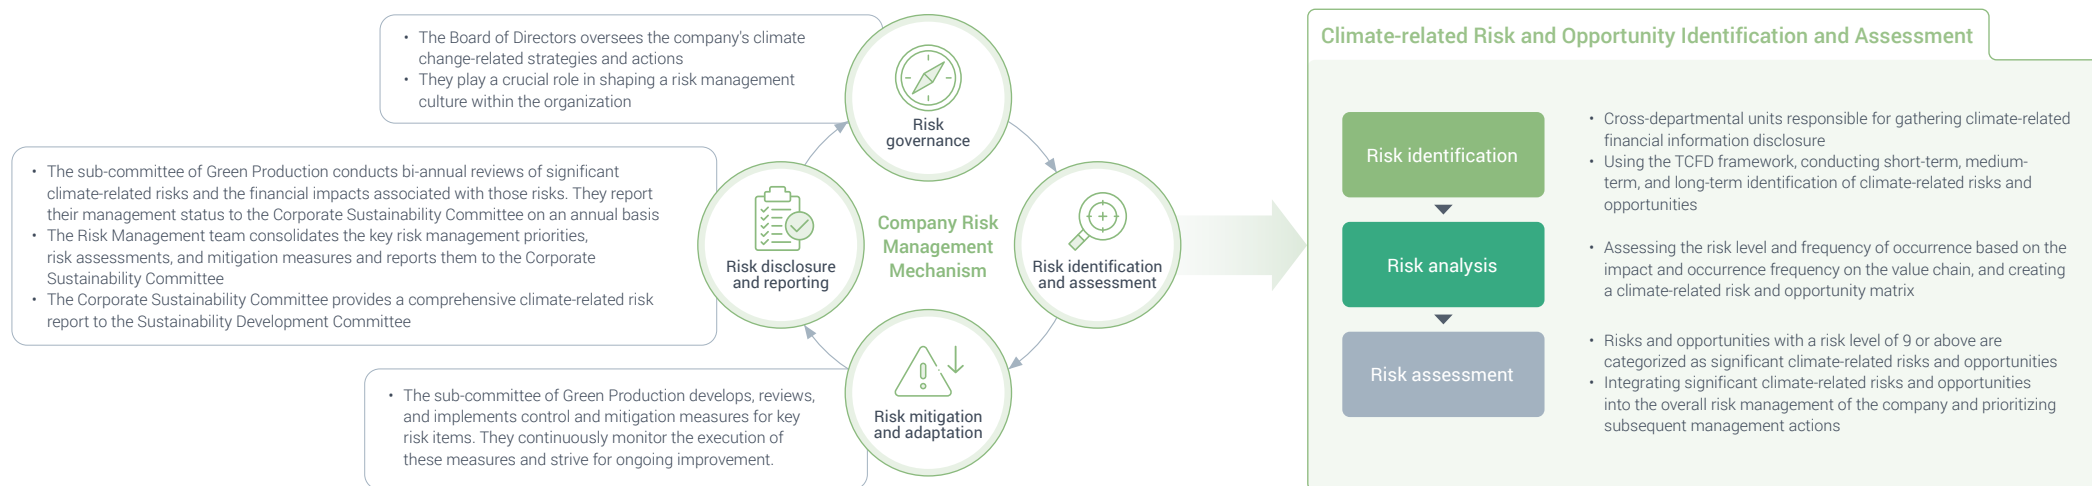 • The Board of Directors oversees the company's climate
change-related strategies and actions
• They play a crucial role in shaping a risk management
culture within the organization
• The sub-committee of Green Production conducts bi-annual reviews of significant
climate-related risks and the financial impacts associated with those risks. They report
their management status to the Corporate Sustainability Committee on an annual basis
• The Risk Management team consolidates the key risk management priorities,
risk assessments, and mitigation measures and reports them to the Corporate
Sustainability Committee
• The Corporate Sustainability Committee provides a comprehensive climate-related risk
report to the Sustainability Development Committee
• The sub-committee of Green Production develops, reviews,
and implements control and mitigation measures for key
risk items. They continuously monitor the execution of
these measures and strive for ongoing improvement.
Risk
governance
Risk disclosure
and reporting
Company Risk
Management
Mechanism
Risk identification
and assessment
Risk mitigation
and adaptation
Climate-related Risk and Opportunity Identification and Assessment
Risk identification
• Cross-departmental units responsible for gathering climate-related
financial information disclosure
• Using the TCFD framework, conducting short-term, medium-
term, and long-term identification of climate-related risks and
opportunities
Risk analysis
• Assessing the risk level and frequency of occurrence based on the
impact and occurrence frequency on the value chain, and creating
a climate-related risk and opportunity matrix
Risk assessment
• Risks and opportunities with a risk level of 9 or above are
categorized as significant climate-related risks and opportunities
• Integrating significant climate-related risks and opportunities
into the overall risk management of the company and prioritizing
subsequent management actions